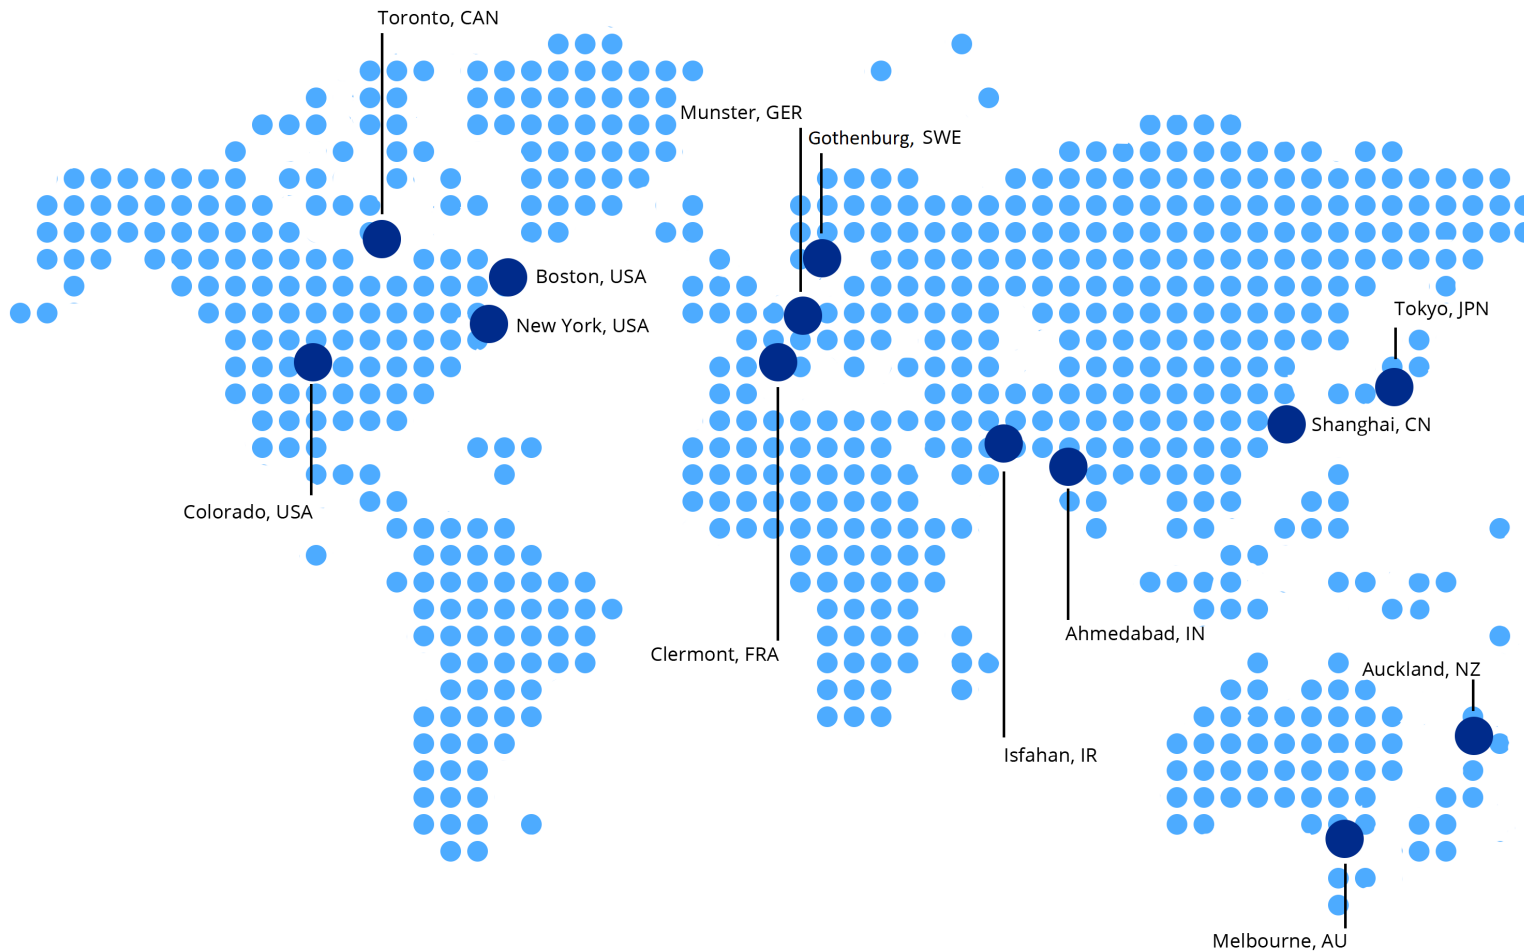 Toronto, CAN
Munster, GER
Gothenburg, SWE
Boston, USA
Tokyo, JPN
New York, USA
Shanghai, CN
Colorado, USA
Ahmedabad, IN
Clermont, FRA
Auckland, NZ
Isfahan, IR
Melbourne, AU